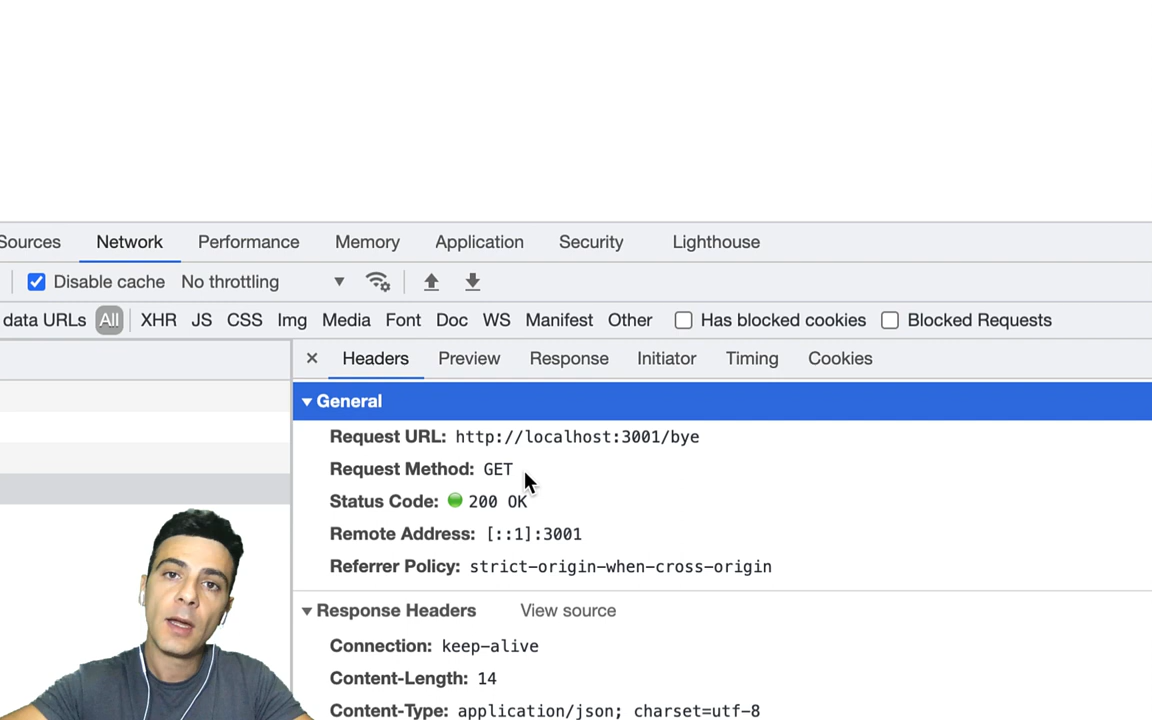 Sources Network Performance Memory Application Security Lighthouse
Disable cache No throttling
data URLs All XHR JS CSS Img Media Font Doc WS Manifest Other Has blocked cookies Blocked Requests
Headers Preview Response Initiator Timing Cookies
General
Request URL: http://localhost:3001/bye
Request Method: GET
Status Code: 200 OK
Remote Address: [::1]:3001
Referrer Policy: strict-origin-when-cross-origin
Response Headers View source
Connection: keep-alive
Content-Length: 14
Content-Type: application/json; charset=utf-8